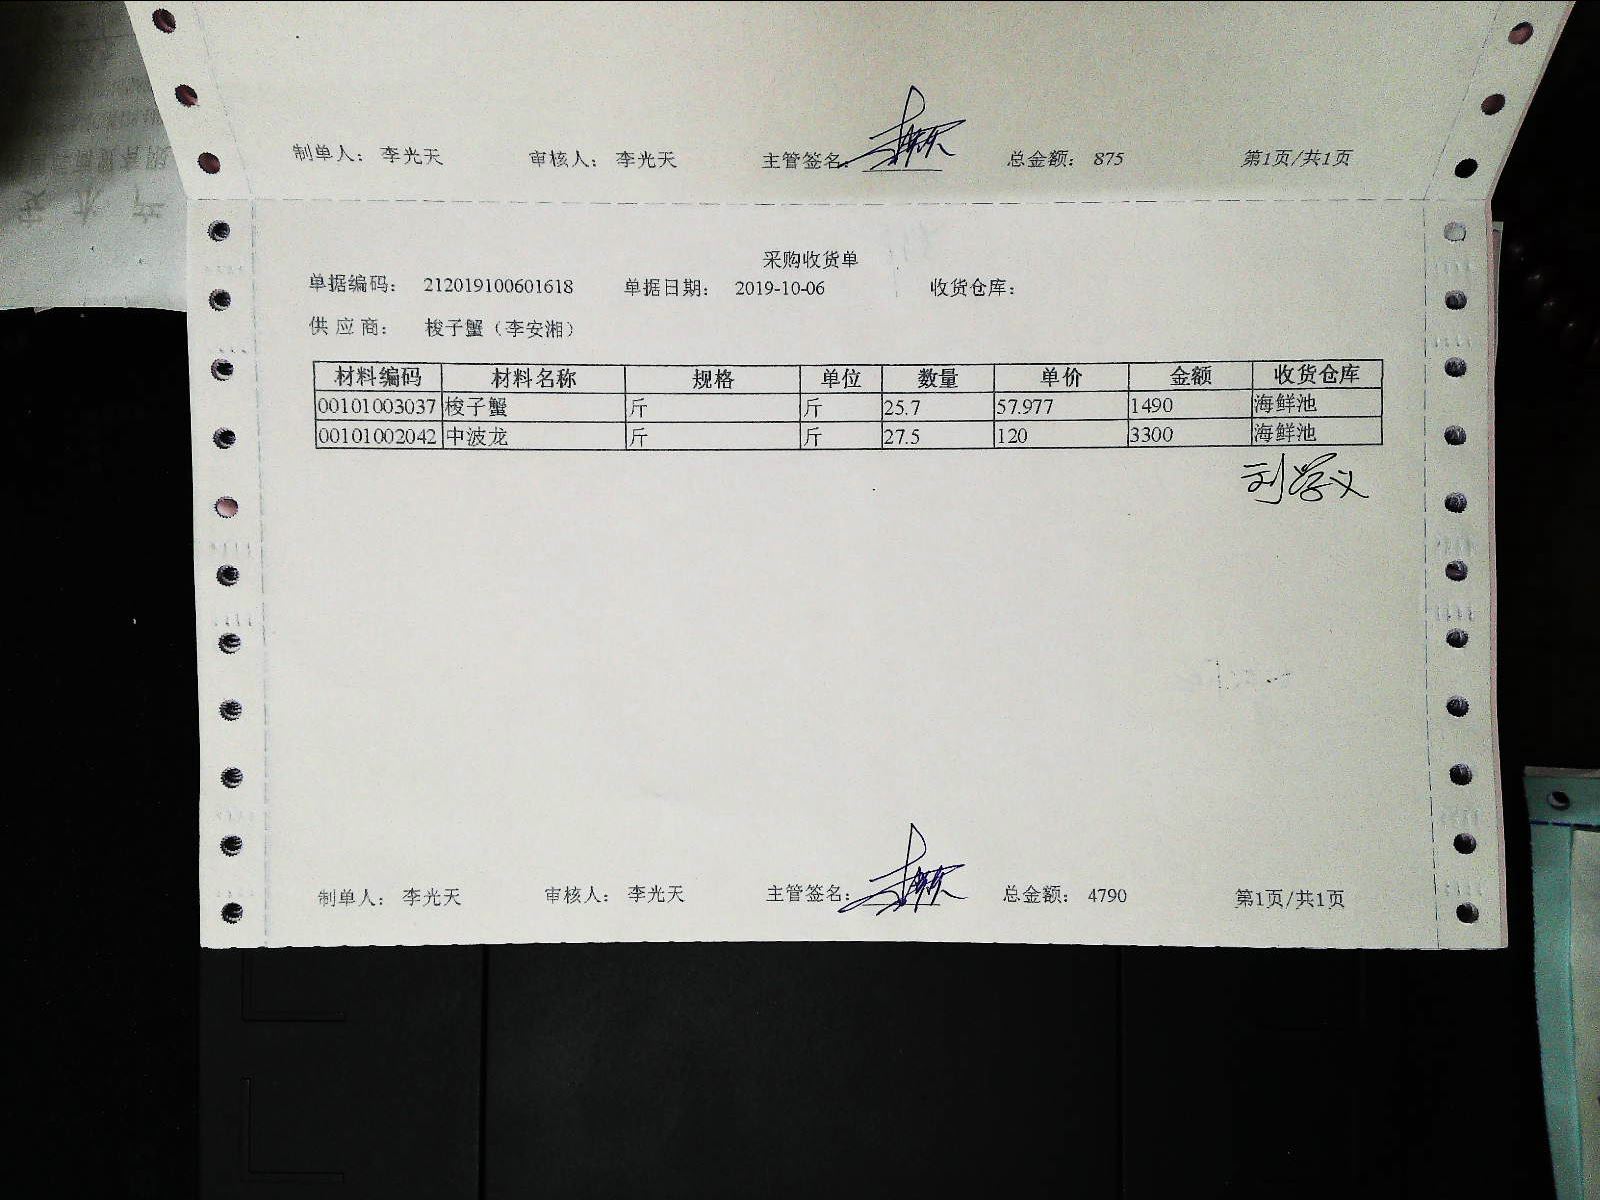 制单人： 李光天 审核人： 李光天 主管签名： 总金额： 875 第1页/共1页
采购收货单
单据编码： 212019100601618 单据日期： 2019-10-06 收货仓库：
供 应 商： 梭子蟹（李安湘）
材料编码 材料名称 规格 单位 数量 单价 金额 收货仓库
00101003037 梭子蟹 斤 斤 25.7 57.977 1490 海鲜池
00101002042 中波龙 斤 斤 27.5 120 3300 海鲜池
刘学义
制单人： 李光天 审核人： 李光天 主管签名： 总金额： 4790 第1页/共1页